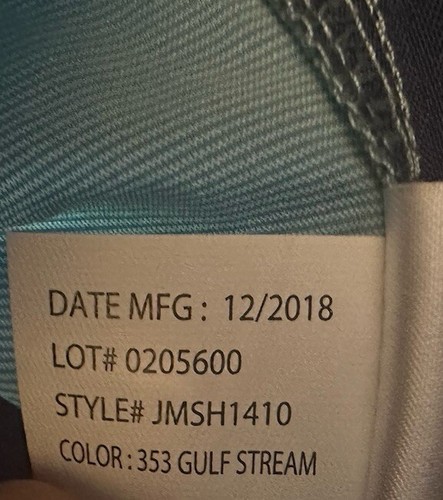 DATE MFG : 12/2018
LOT# 0205600
STYLE# JMSH1410
COLOR : 353 GULF STREAM